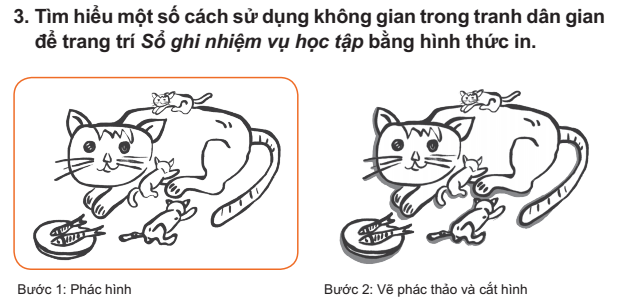 3. Tìm hiểu một số cách sử dụng không gian trong tranh dân gian
để trang trí Sổ ghi nhiệm vụ học tập bằng hình thức in.
Bước 1: Phác hình
Bước 2: Vẽ phác thảo và cắt hình